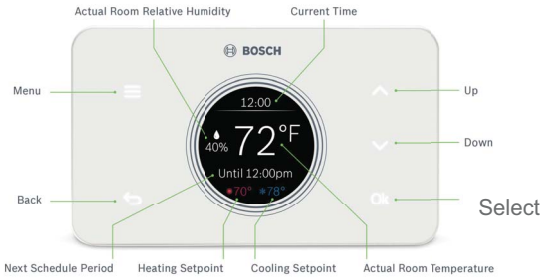 Actual Room Relative Humidity
Current Time
BOSCH
Menu
Up
12:00
72°F
40%
Down
Until 12:00pm
70° 78°
Back
Ok
Select
Next Schedule Period
Heating Setpoint
Cooling Setpoint
Actual Room Temperature